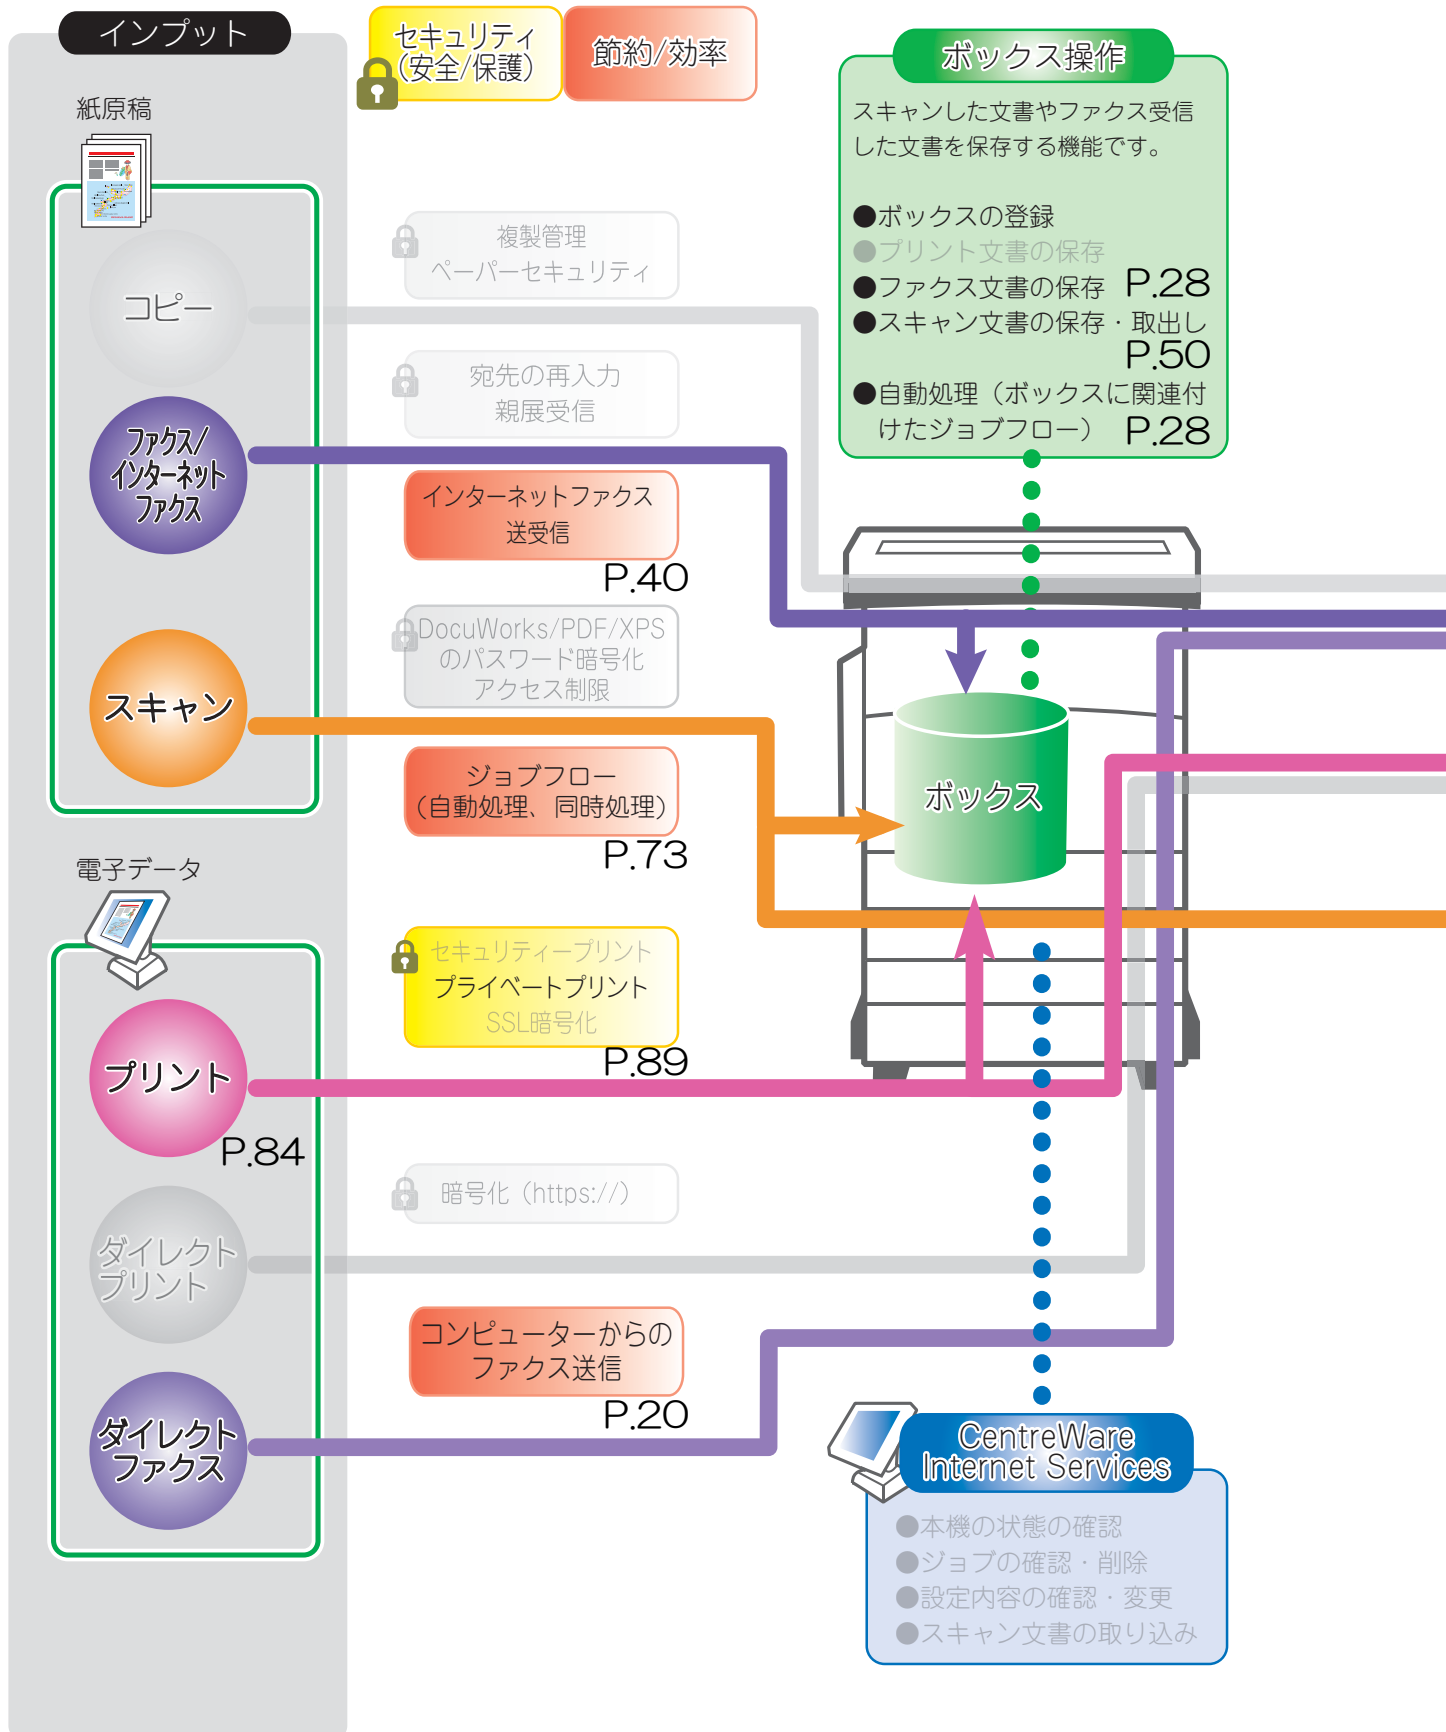 インプット
セキュリティ
(安全/保護)
節約/効率
紙原稿
コピー
ファクス/
インターネット
ファクス
スキャン
電子データ
プリント
P.84
ダイレクト
プリント
ダイレクト
ファクス
複製管理
ペーパーセキュリティ
宛先の再入力
親展受信
インターネットファクス
送受信
P.40
DocuWorks/PDF/XPS
のパスワード暗号化
アクセス制限
ジョブフロー
(自動処理、同時処理)
P.73
セキュリティープリント
プライベートプリント
SSL暗号化
P.89
暗号化(https://)
コンピューターからの
ファクス送信
P.20
ボックス操作
スキャンした文書やファクス受信
した文書を保存する機能です。
●ボックスの登録
●プリント文書の保存
●ファクス文書の保存 P.28
●スキャン文書の保存・取出し
P.50
●自動処理(ボックスに関連付
けたジョブフロー) P.28
ボックス
CentreWare
Internet Services
●本機の状態の確認
●ジョブの確認・削除
●設定内容の確認・変更
●スキャン文書の取り込み